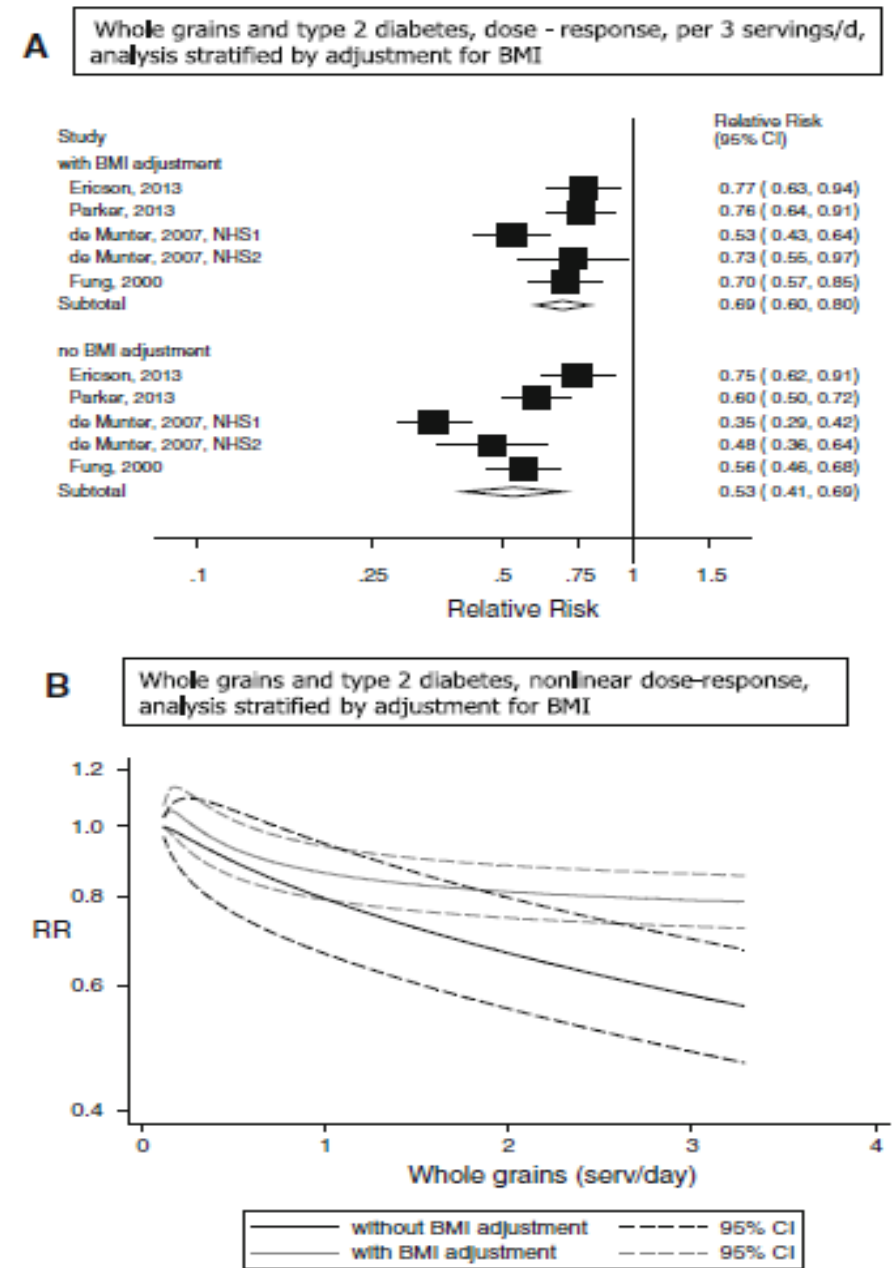 A
Whole grains and type 2 diabetes, dose - response, per 3 servings/d,
analysis stratified by adjustment for BMI
Relative Risk
Study (95% CI)
with BMI adjustment
Ericson, 2013 0.77 ( 0.63, 0.94)
Parker, 2013 0.76 ( 0.64, 0.91)
de Munter, 2007, NHS1 0.53 ( 0.43, 0.64)
de Munter, 2007, NHS2 0.73 ( 0.55, 0.97)
Fung, 2000 0.70 ( 0.57, 0.85)
Subtotal 0.69 ( 0.60, 0.80)
no BMI adjustment
Ericson, 2013 0.75 ( 0.62, 0.91)
Parker, 2013 0.60 ( 0.50, 0.72)
de Munter, 2007, NHS1 0.35 ( 0.29, 0.42)
de Munter, 2007, NHS2 0.48 ( 0.36, 0.64)
Fung, 2000 0.56 ( 0.46, 0.68)
Subtotal 0.53 ( 0.41, 0.69)
.1 .25 .5 .75 1 1.5
Relative Risk
B
Whole grains and type 2 diabetes, nonlinear dose-response,
analysis stratified by adjustment for BMI
1.2
1.0
0.8
RR
0.6
0.4
0 1 2 3 4
Whole grains (serv/day)
without BMI adjustment 95% CI
with BMI adjustment 95% CI